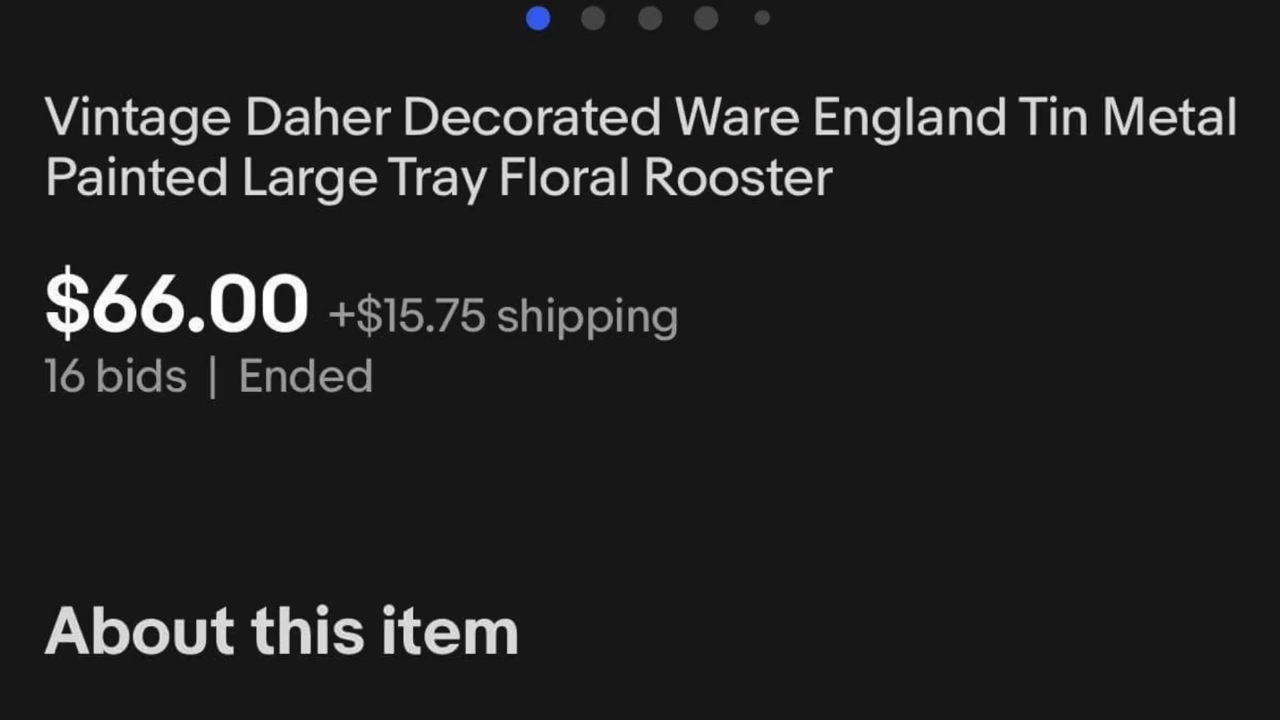 Vintage Daher Decorated Ware England Tin Metal
Painted Large Tray Floral Rooster
$66.00 +$15.75 shipping
16 bids | Ended
About this item